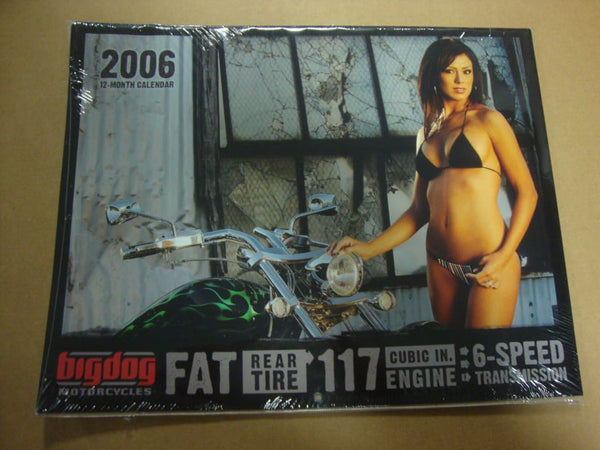 2006
12-MONTH CALENDAR
bigdog
MOTORCYCLES
FAT
REAR
TIRE
117
CUBIC IN.
ENGINE
6-SPEED
TRANSMISSION